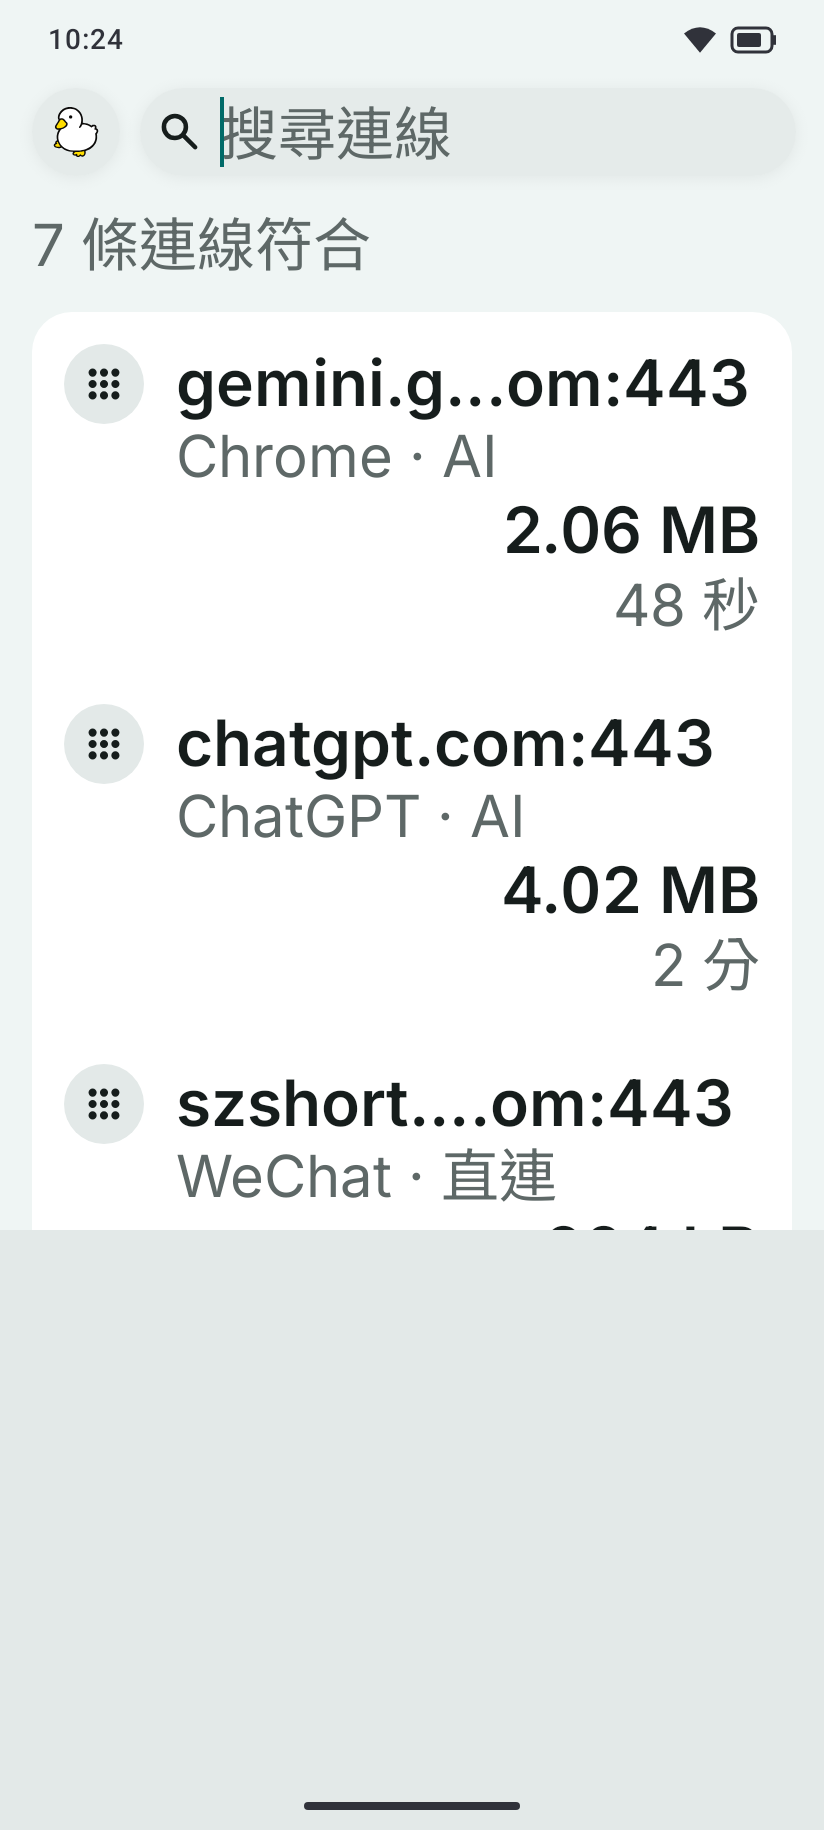 10:24
搜尋連線
7 條連線符合
gemini.g...om:443
Chrome · AI
2.06 MB
48 秒
chatgpt.com:443
ChatGPT · AI
4.02 MB
2 分
szshort....om:443
WeChat · 直連